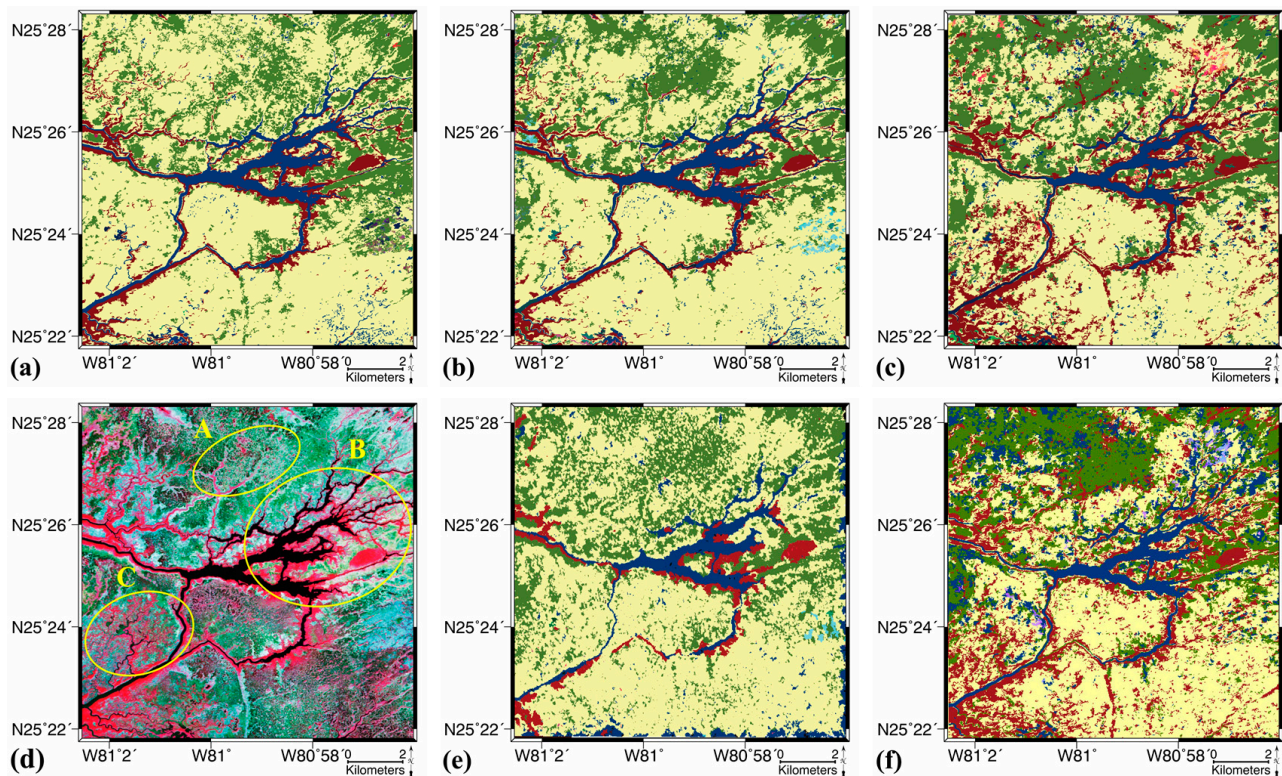 N25°28´
N25°26´
N25°24´
N25°22´
(a)
W81 2´
W81°
W80 58´
0 2
Kilometers
N
(b)
W81 2´
W81°
W80 58´
0 2
Kilometers
N
N25°28´
N25°26´
N25°24´
N25°22´
(c)
W81 2´
W81°
W80 58´
0 2
Kilometers
N
N25°28´
N25°26´
N25°24´
N25°22´
A
B
C
(d)
W81 2´
W81°
W80 58´
0 2
Kilometers
N
N25°28´
N25°26´
N25°24´
N25°22´
(e)
W81 2´
W81°
W80 58´
0 2
Kilometers
N
N25°28´
N25°26´
N25°24´
N25°22´
(f)
W81 2´
W81°
W80 58´
0 2
Kilometers
N
N25°28´
N25°26´
N25°24´
N25°22´